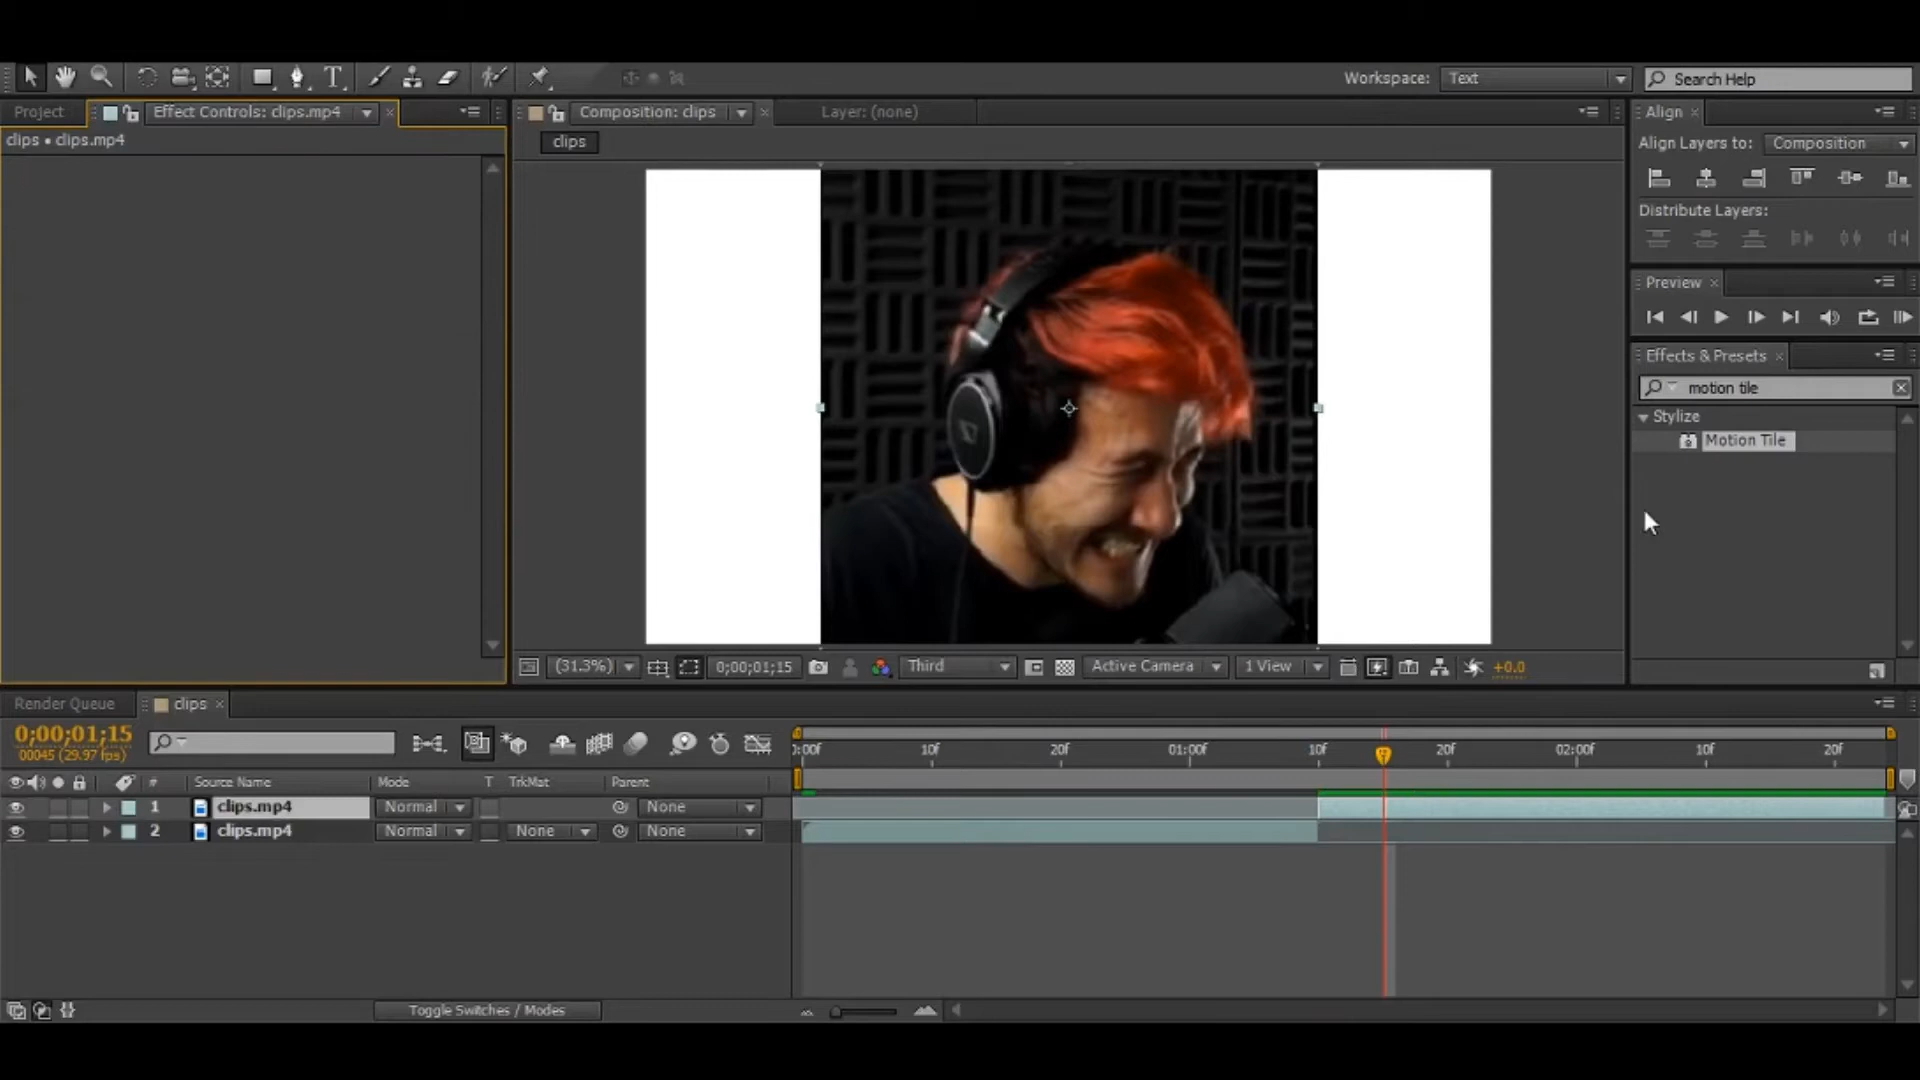 Workspace: Text Search Help
Project Effect Controls: clips.mp4 Composition: clips Layer: (none) Align
clips • clips.mp4 clips Align Layers to: Composition
Distribute Layers:
Preview
Effects & Presets
motion tile
Stylize
Motion Tile
(31.3%) 0;00;01;15 Third Active Camera 1 View +0.0
Render Queue clips
0;00;01;15
00045 (29.97 fps)
:00f 10f 20f 01:00f 10f 20f 02:00f 10f 20f
# Source Name Mode T TrkMat Parent
1 clips.mp4 Normal None
2 clips.mp4 Normal None None
Toggle Switches / Modes